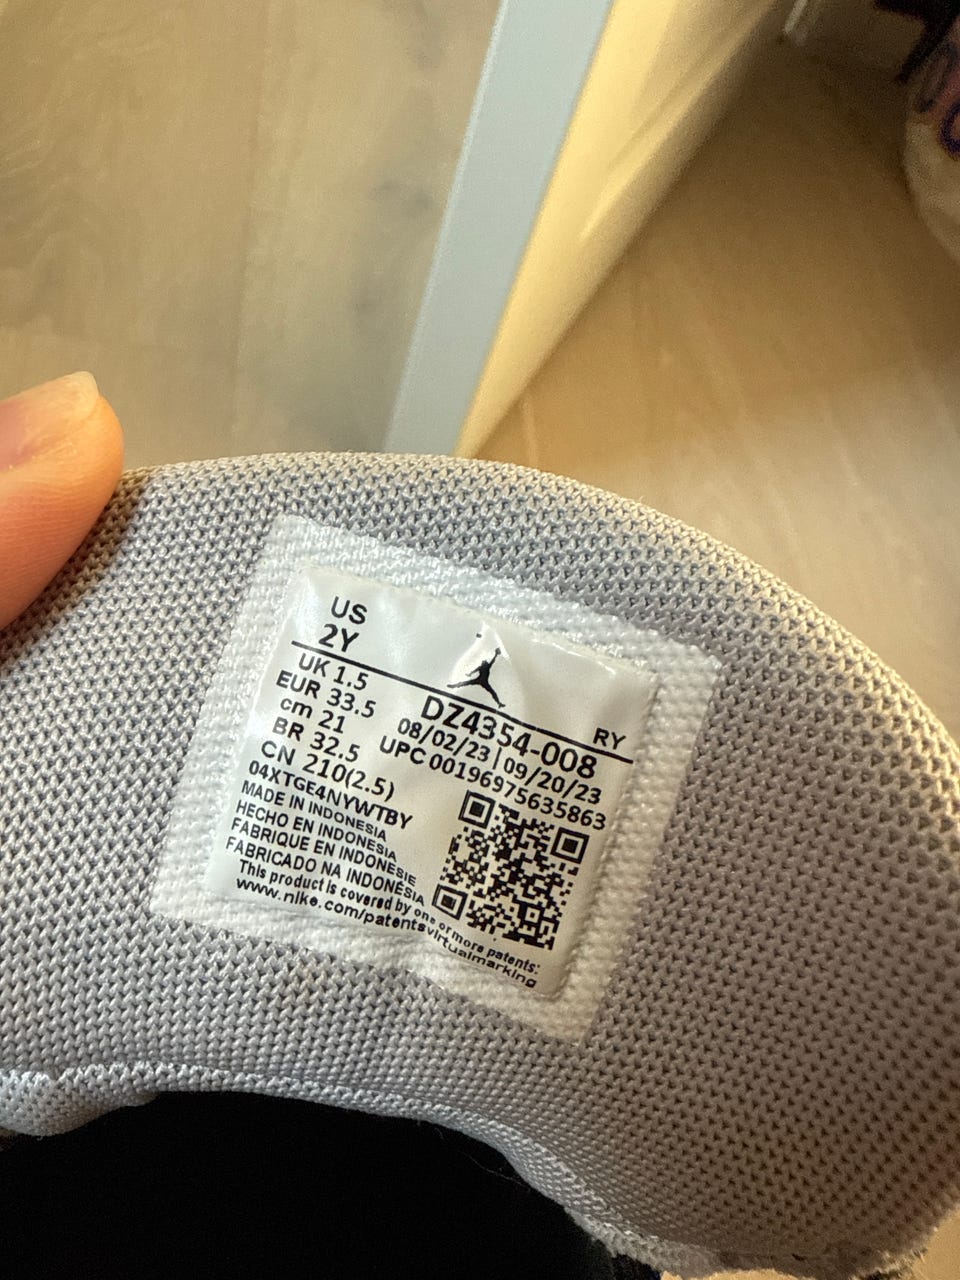 US
2Y
RY
UK 1.5
EUR 33.5
cm 21
BR 32.5
CN 210(2.5)
DZ4354-008
08/02/23|09/20/23
UPC 00196975635863
04XTGE4NYWTBY
MADE IN INDONESIA
HECHO EN INDONESIA
FABRIQUE EN INDONESIE
FABRICADO NA INDONÉSIA
This product is covered by one or more patents:
www.nike.com/patentsvirtualmarking